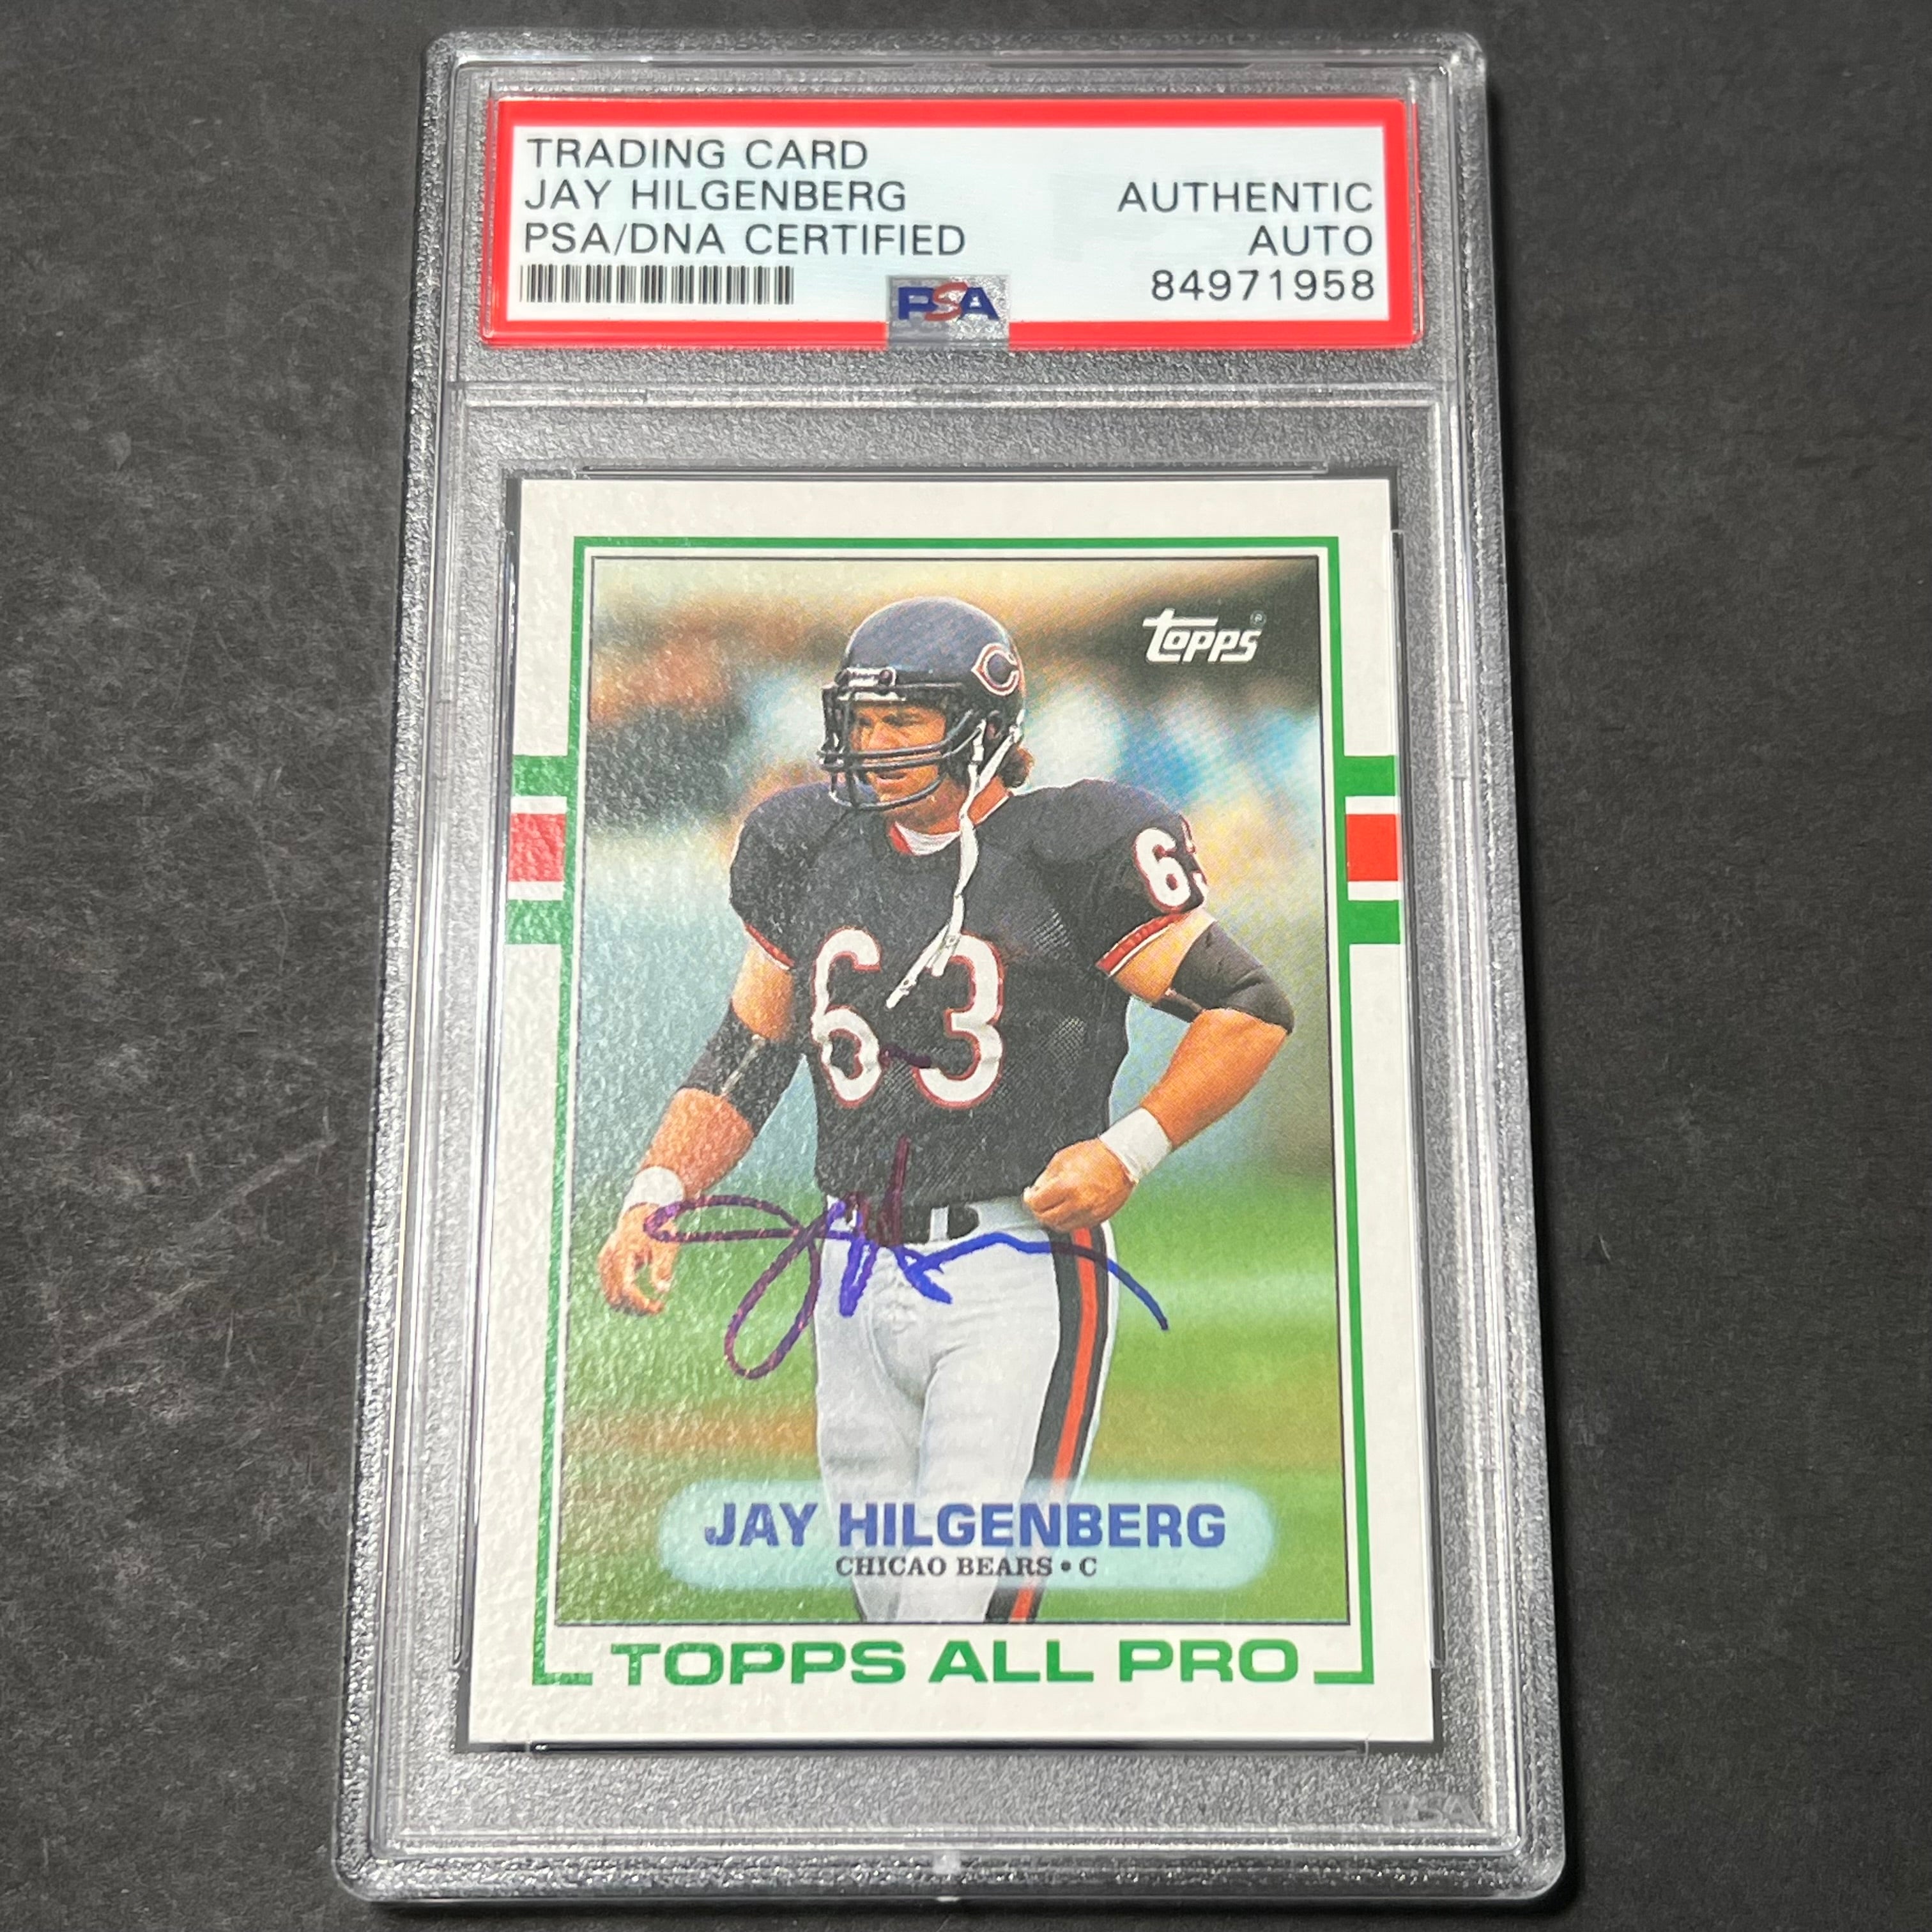 TRADING CARD
JAY HILGENBERG
PSA/DNA CERTIFIED
AUTHENTIC
AUTO
84971958
PSA
topps
63
63
JAY HILGENBERG
CHICAO BEARS • C
TOPPS ALL PRO